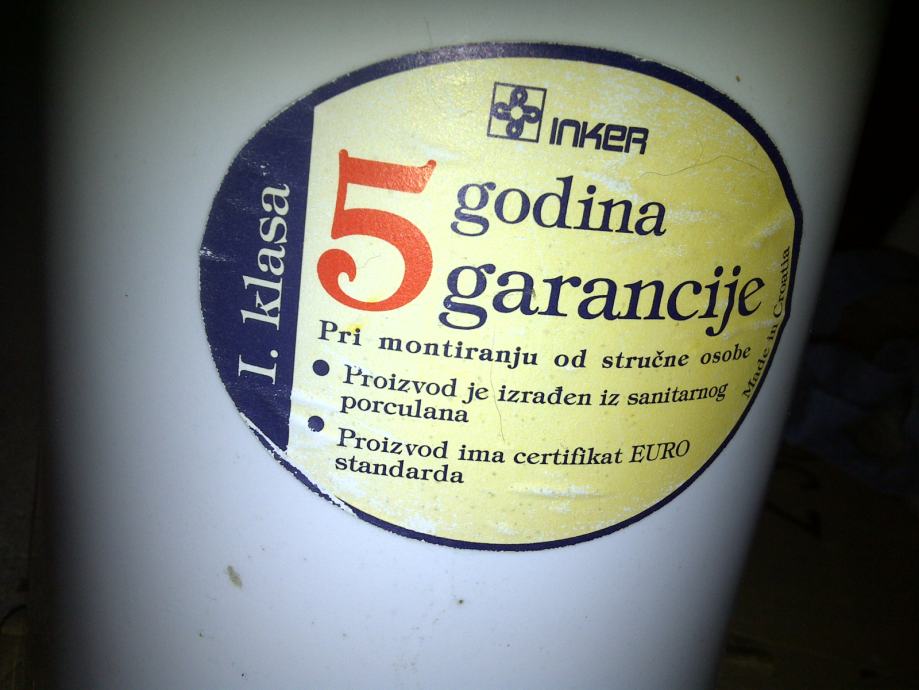 INKER
I. klasa
5 godina
garancije
Pri montiranju od stručne osobe
• Proizvod je izrađen iz sanitarnog
porculana
• Proizvod ima certifikat EURO
standarda
Made in Croatia